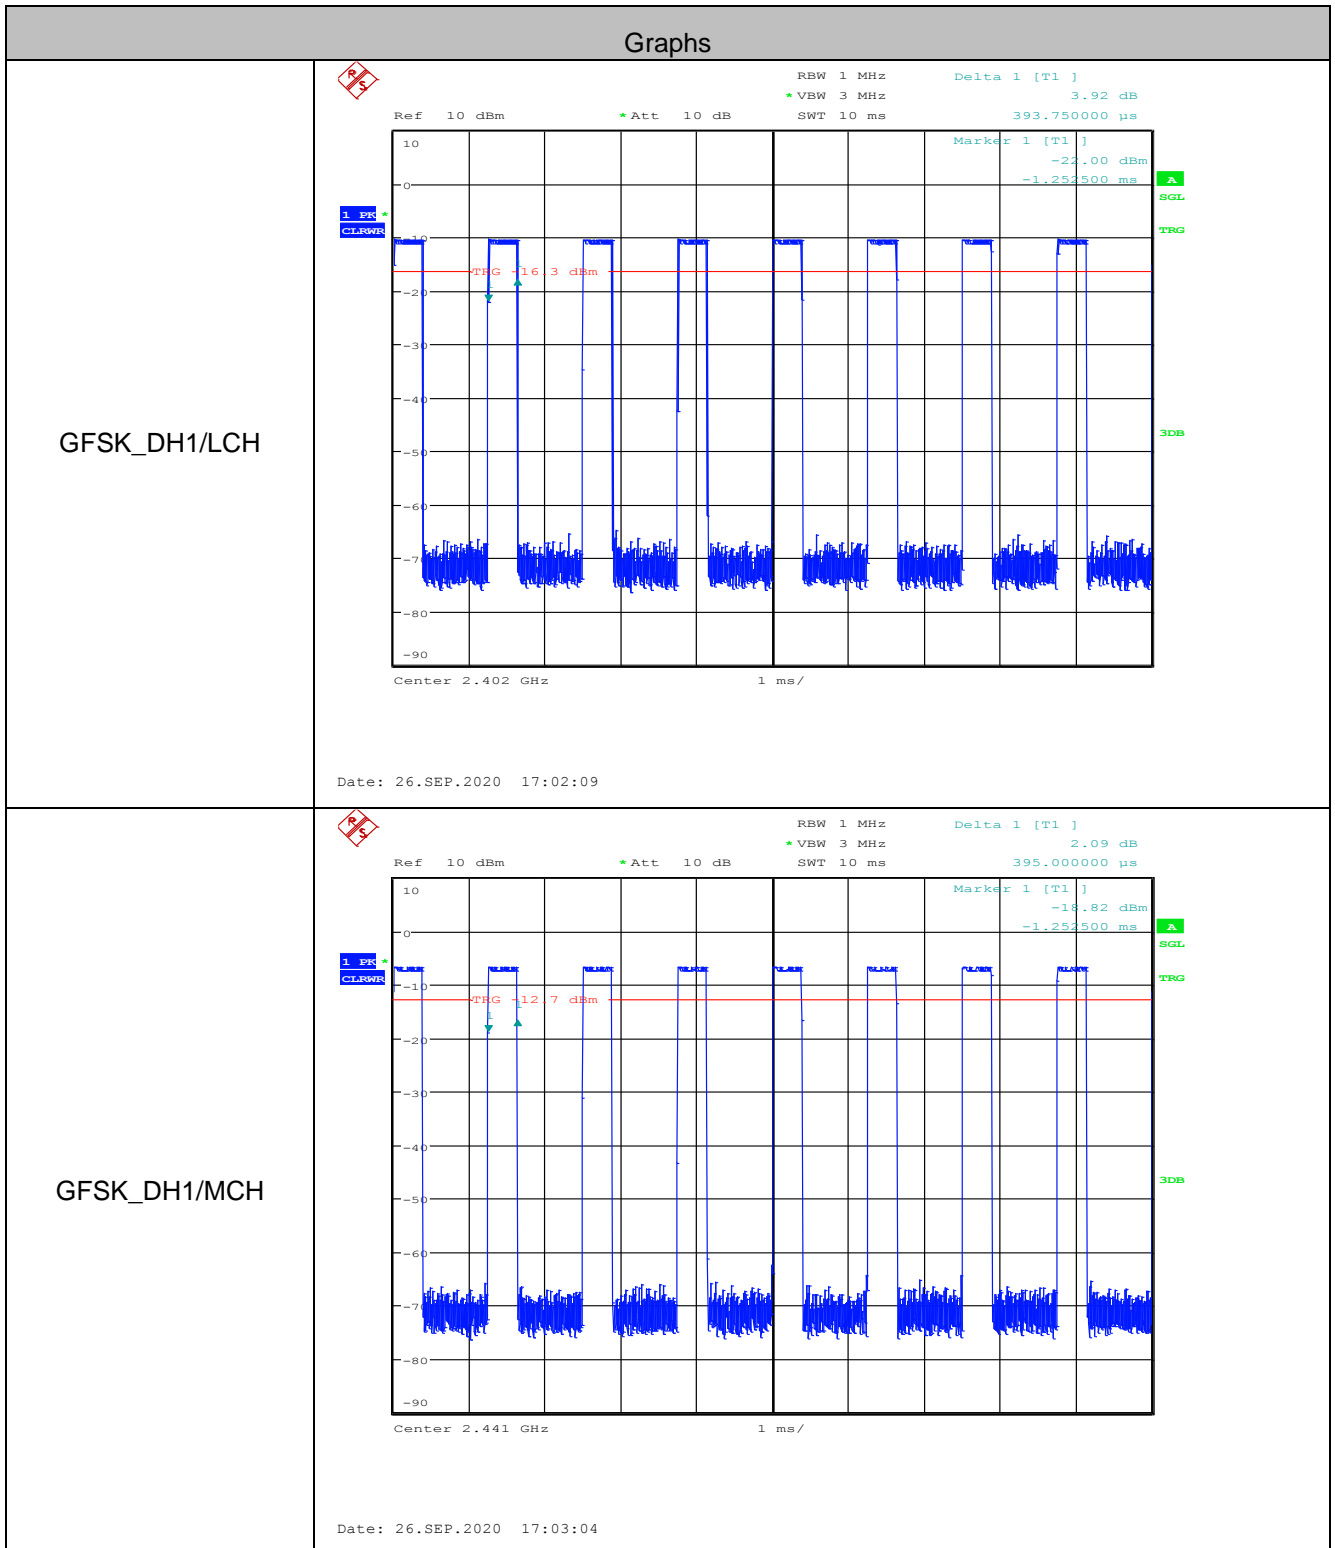 Graphs
GFSK_DH1/LCH
R S
RBW 1 MHz
Delta 1 [T1 ]
*VBW 3 MHz
3.92 dB
Ref 10 dBm
*Att 10 dB
SWT 10 ms
393.750000 µs
10
Marker 1 [T1 ]
-22.00 dBm
-1.252500 ms
A
SGL
0
1 PK *
CLRWR
TRG
-10
TRG -16.3 dBm
1
1
-20
-30
-40
3DB
-50
-60
-70
-80
-90
Center 2.402 GHz
1 ms/
Date: 26.SEP.2020 17:02:09
GFSK_DH1/MCH
R S
RBW 1 MHz
Delta 1 [T1 ]
*VBW 3 MHz
2.09 dB
Ref 10 dBm
*Att 10 dB
SWT 10 ms
395.000000 µs
10
Marker 1 [T1 ]
-18.82 dBm
-1.252500 ms
A
SGL
0
1 PK *
CLRWR
TRG
-10
TRG -12.7 dBm
1
1
-20
-30
-40
-50
3DB
-60
-70
-80
-90
Center 2.441 GHz
1 ms/
Date: 26.SEP.2020 17:03:04